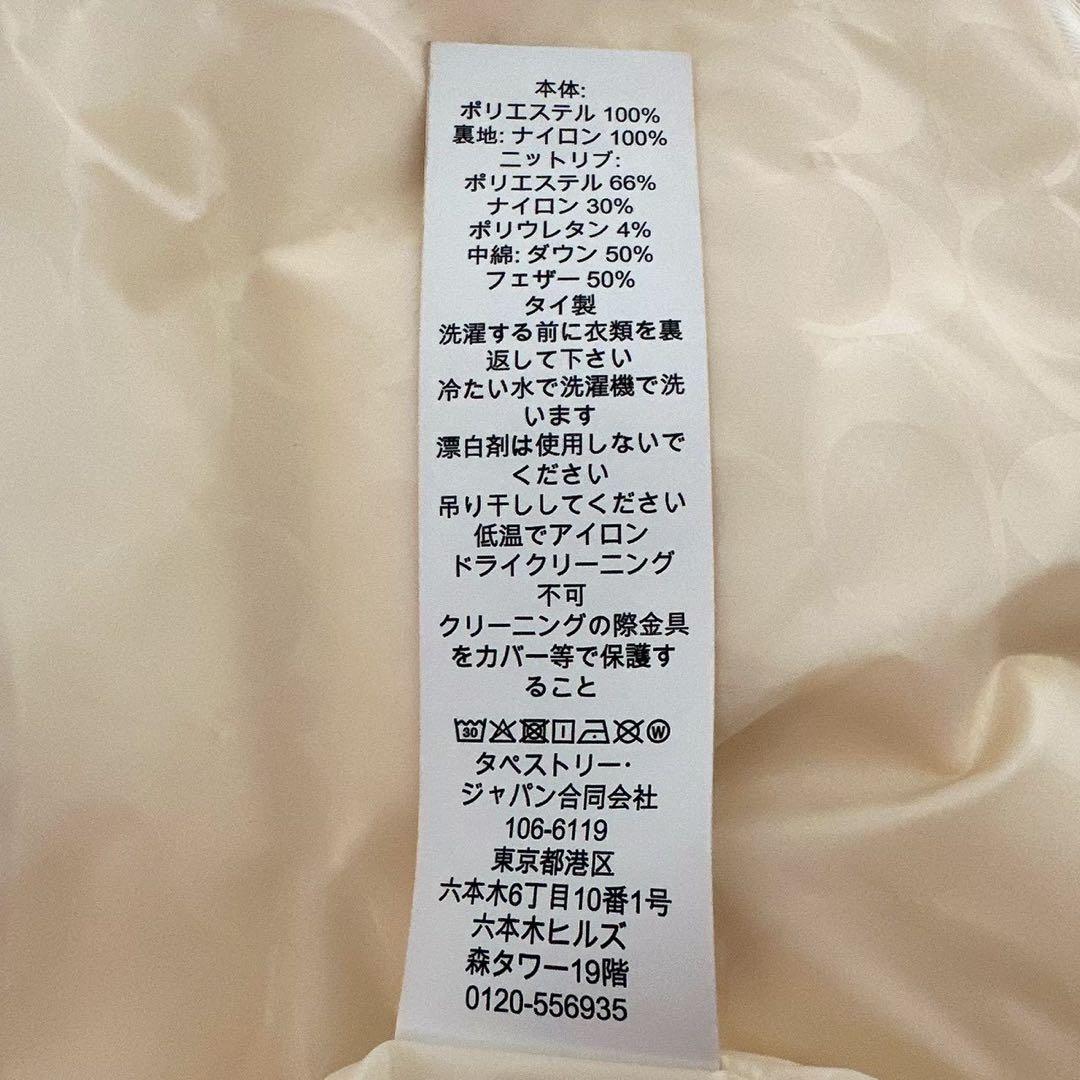 本体:
ポリエステル 100%
裏地: ナイロン 100%
ニットリブ:
ポリエステル 66%
ナイロン 30%
ポリウレタン 4%
中綿: ダウン 50%
フェザー 50%
タイ製
洗濯する前に衣類を裏
返して下さい
冷たい水で洗濯機で洗
います
漂白剤は使用しないで
ください
吊り干ししてください
低温でアイロン
ドライクリーニング
不可
クリーニングの際金具
をカバー等で保護す
ること
30 W
タペストリー·
ジャパン合同会社
106-6119
東京都港区
六本木6丁目10番1号
六本木ヒルズ
森タワー19階
0120-556935